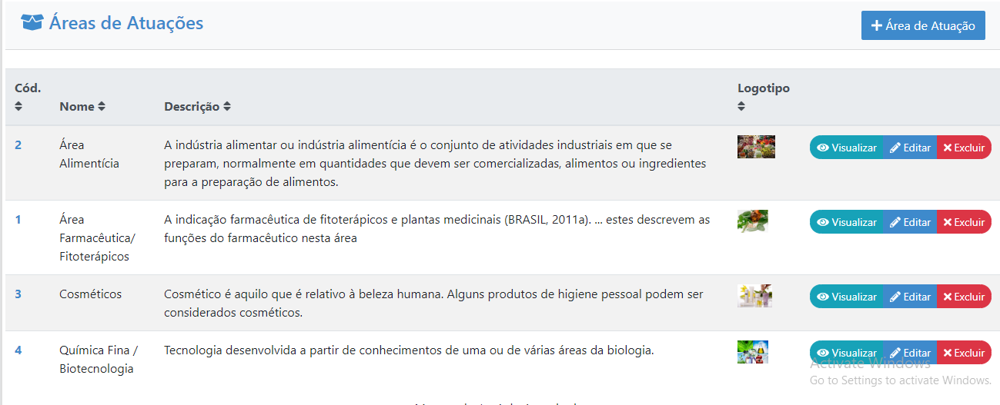 Áreas de Atuações
Área de Atuação
Cód.
Nome
Descrição
Logotipo
2
Área
Alimentícia
A indústria alimentar ou indústria alimentícia é o conjunto de atividades industriais em que se
preparam, normalmente em quantidades que devem ser comercializadas, alimentos ou ingredientes
para a preparação de alimentos.
Visualizar Editar Excluir
1
Área
Farmacêutica/
Fitoterápicos
A indicação farmacêutica de fitoterápicos e plantas medicinais (BRASIL, 2011a). ... estes descrevem as
funções do farmacêutico nesta área
Visualizar Editar Excluir
3
Cosméticos
Cosmético é aquilo que é relativo à beleza humana. Alguns produtos de higiene pessoal podem ser
considerados cosméticos.
Visualizar Editar Excluir
4
Química Fina /
Biotecnologia
Tecnologia desenvolvida a partir de conhecimentos de uma ou de várias áreas da biologia.
Visualizar Editar Excluir
Activate Windows
Go to Settings to activate Windows.